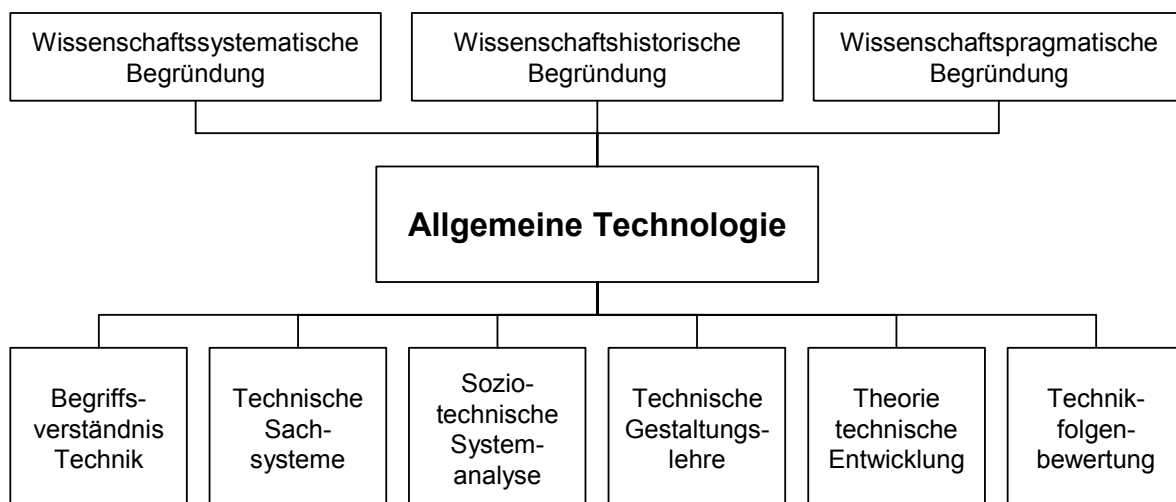 Wissenschaftssystematische
Begründung
Wissenschaftshistorische
Begründung
Wissenschaftspragmatische
Begründung
Allgemeine Technologie
Begriffs-
verständnis
Technik
Technische
Sach-
systeme
Sozio-
technische
System-
analyse
Technische
Gestaltungs-
lehre
Theorie
technische
Entwicklung
Technik-
folgen-
bewertung